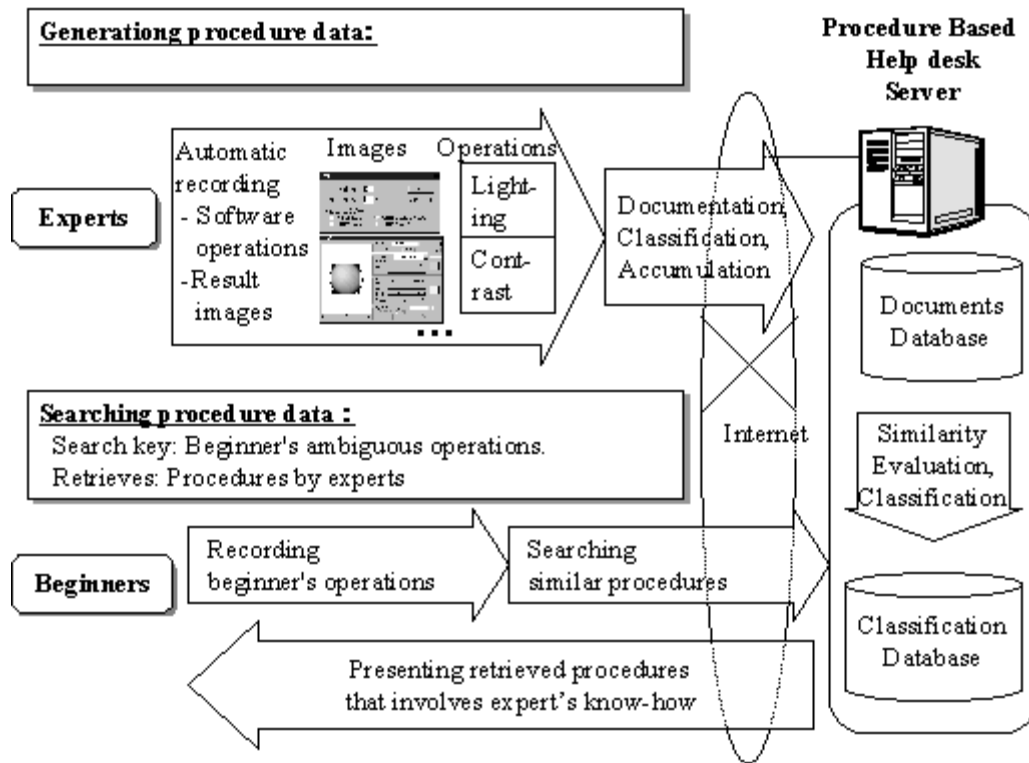 Generationg procedure data:
Procedure Based
Help desk
Server
Automatic
recording
- Software
operations
-Result
images
Images
Operations
Light-
ing
Cont-
rast
...
Experts
Documentation
Classification,
Accumulation
Documents
Database
Searching procedure data :
Search key: Beginner's ambiguous operations.
Retrieves: Procedures by experts
Internet
Similarity
Evaluation,
Classification
Beginners
Recording
beginner's operations
Searching
similar procedures
Classification
Database
Presenting retrieved procedures
that involves expert's know-how